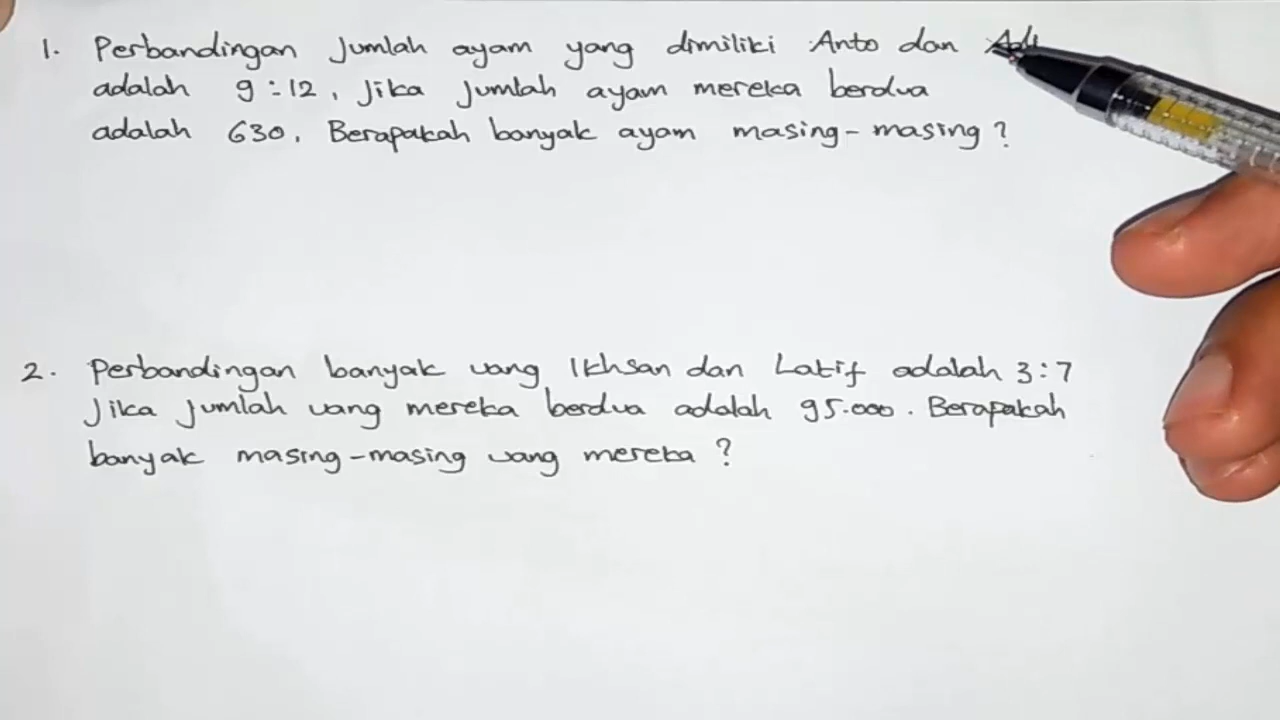 1. Perbandingan jumlah ayam yang dimiliki Anto dan
adalah 9:12, Jika jumlah ayam mereka berdua
adalah 630. Berapakah banyak ayam masing-masing?
2. Perbandingan banyak uang Ikhsan dan Latif adalah 3:7
Jika jumlah uang mereka berdua adalah 95.000. Berapakah
banyak masing-masing uang mereka?